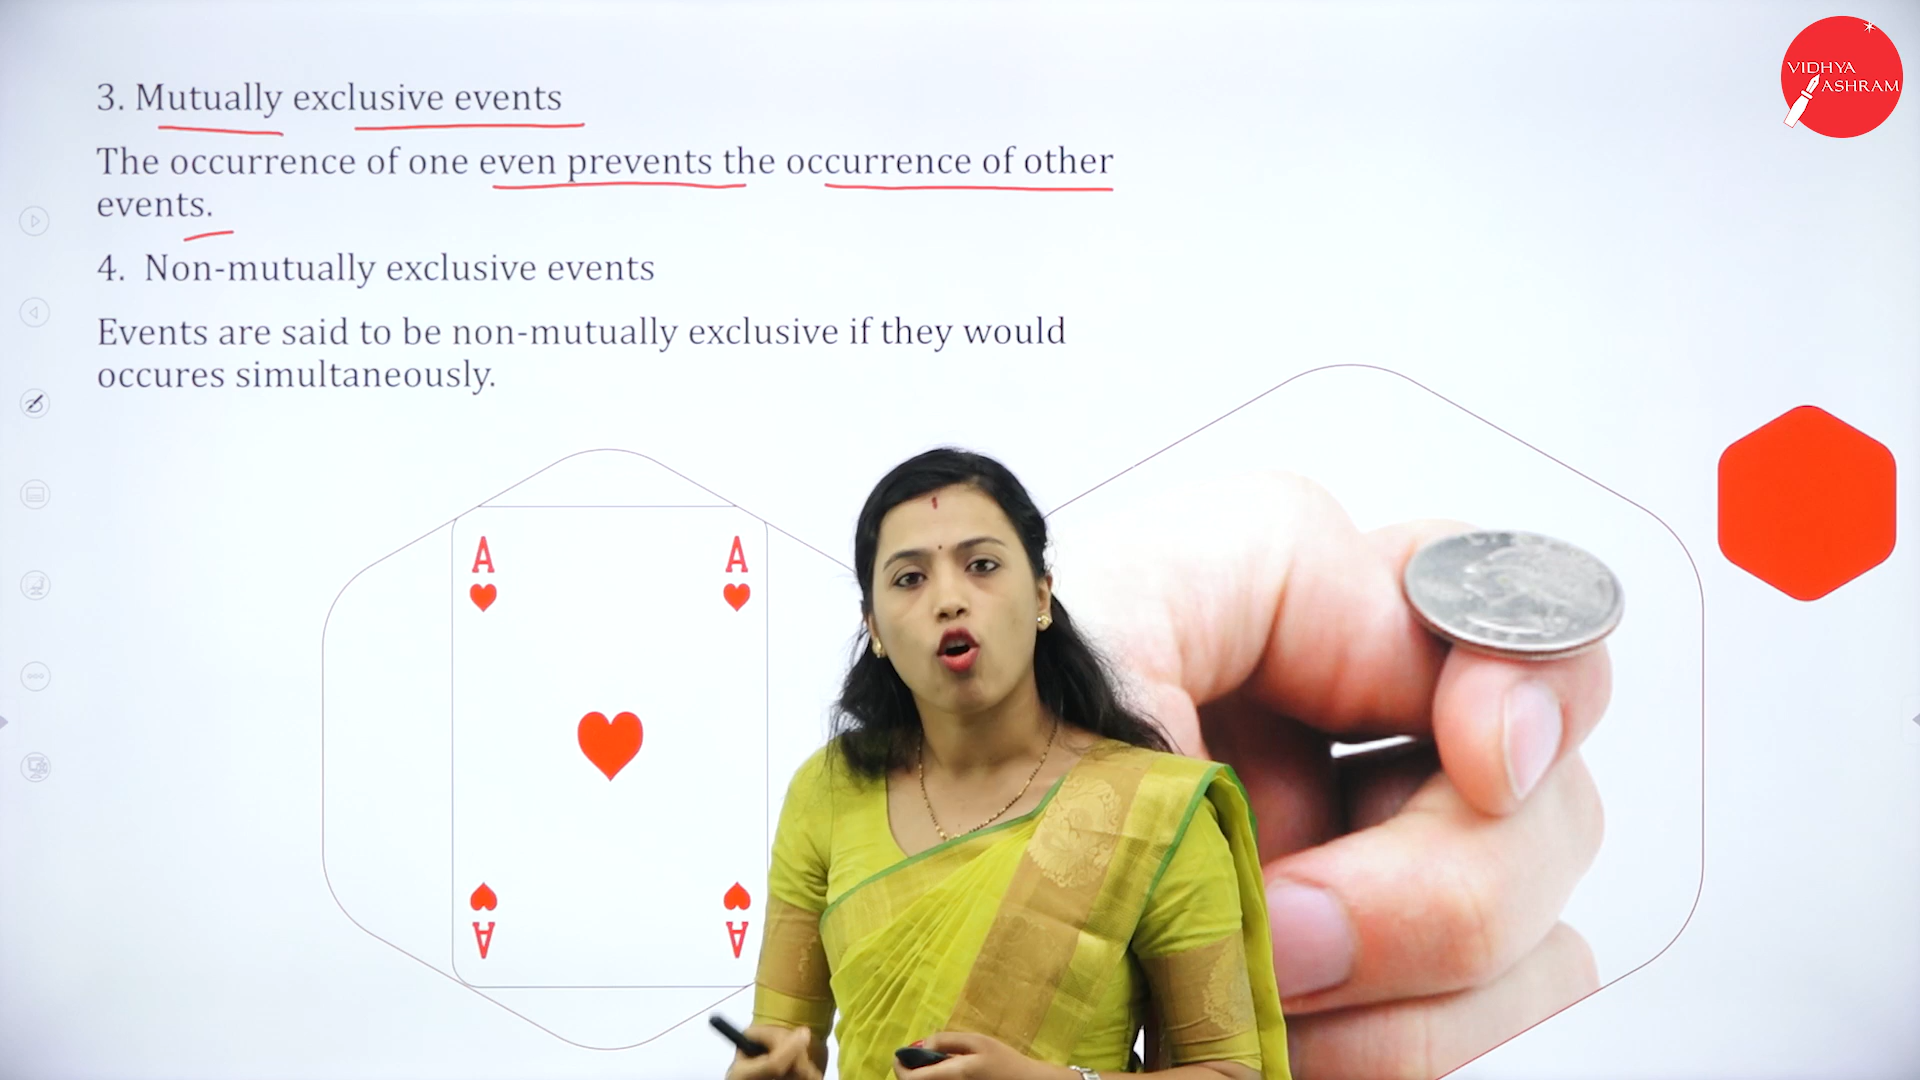 VIDHYA
ASHRAM
3. Mutually exclusive events
The occurrence of one even prevents the occurrence of other
events.
4. Non-mutually exclusive events
Events are said to be non-mutually exclusive if they would
occures simultaneously.
A A
A A